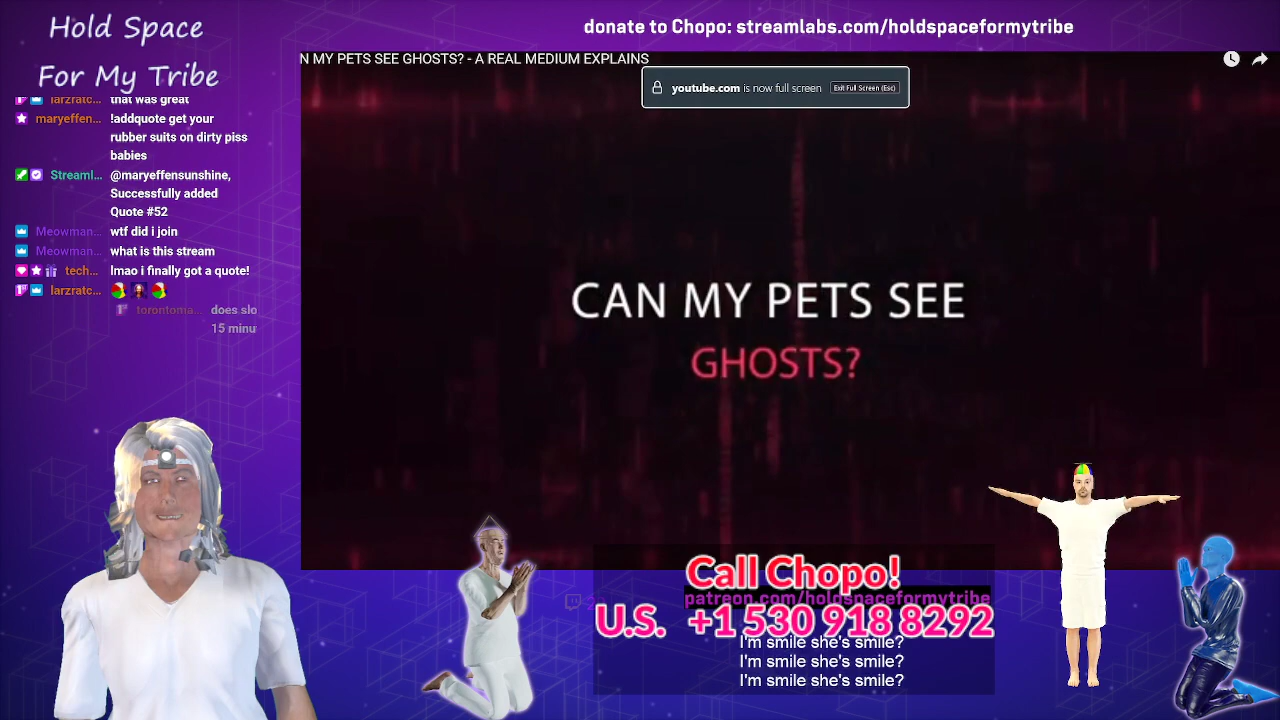 Hold Space
For My Tribe
donate to Chopo: streamlabs.com/holdspaceformytribe
N MY PETS SEE GHOSTS? - A REAL MEDIUM EXPLAINS
youtube.com is now full screen Exit Full Screen (Esc)
larzratc... that was great
maryeffen... !addquote get your
rubber suits on dirty piss
babies
Streaml... @maryeffensunshine,
Successfully added
Quote #52
Meowman... wtf did i join
Meowman... what is this stream
tech... lmao i finally got a quote!
larzratc...
torontoma... does slo
15 minu
CAN MY PETS SEE
GHOSTS?
Call Chopo!
patreon.com/holdspaceformytribe
U.S. +1 530 918 8292
I'm smile she's smile?
I'm smile she's smile?
I'm smile she's smile?